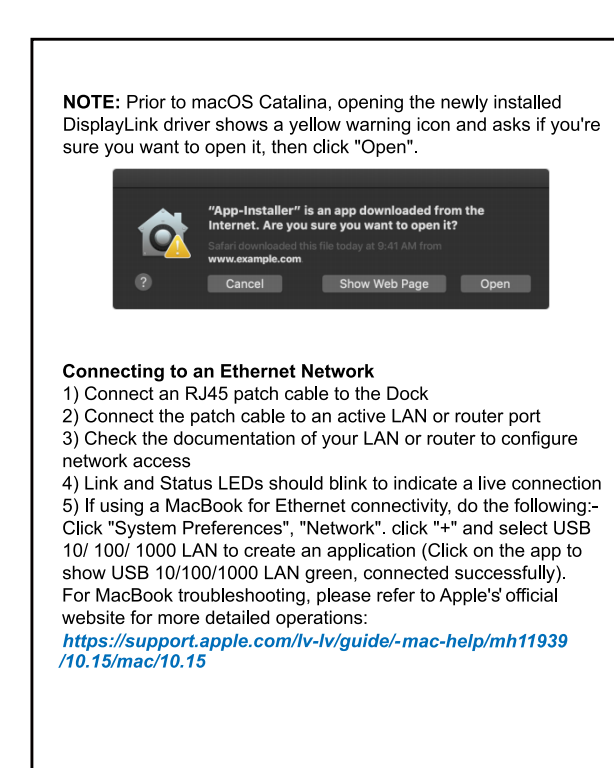 NOTE: Prior to macOS Catalina, opening the newly installed
DisplayLink driver shows a yellow warning icon and asks if you're
sure you want to open it, then click "Open".
"App-Installer" is an app downloaded from the
Internet. Are you sure you want to open it?
Safari downloaded this file today at 9:41 AM from
www.example.com.
?
Cancel
Show Web Page
Open
Connecting to an Ethernet Network
1) Connect an RJ45 patch cable to the Dock
2) Connect the patch cable to an active LAN or router port
3) Check the documentation of your LAN or router to configure
network access
4) Link and Status LEDs should blink to indicate a live connection
5) If using a MacBook for Ethernet connectivity, do the following:-
Click "System Preferences", "Network". click "+" and select USB
10/ 100/ 1000 LAN to create an application (Click on the app to
show USB 10/100/1000 LAN green, connected successfully).
For MacBook troubleshooting, please refer to Apple's' official
website for more detailed operations:
https://support.apple.com/lv-lv/guide/-mac-help/mh11939
/10.15/mac/10.15